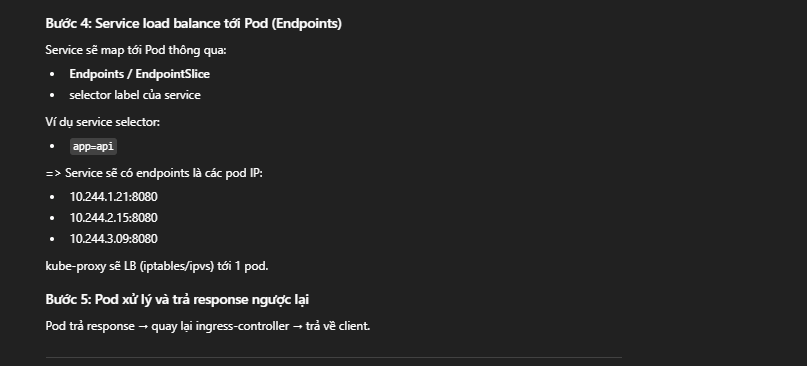 Bước 4: Service load balance tới Pod (Endpoints)
Service sẽ map tới Pod thông qua:
• Endpoints / EndpointSlice
• selector label của service
Ví dụ service selector:
• app=api
=> Service sẽ có endpoints là các pod IP:
• 10.244.1.21:8080
• 10.244.2.15:8080
• 10.244.3.09:8080
kube-proxy sẽ LB (iptables/ipvs) tới 1 pod.
Bước 5: Pod xử lý và trả response ngược lại
Pod trả response → quay lại ingress-controller → trả về client.